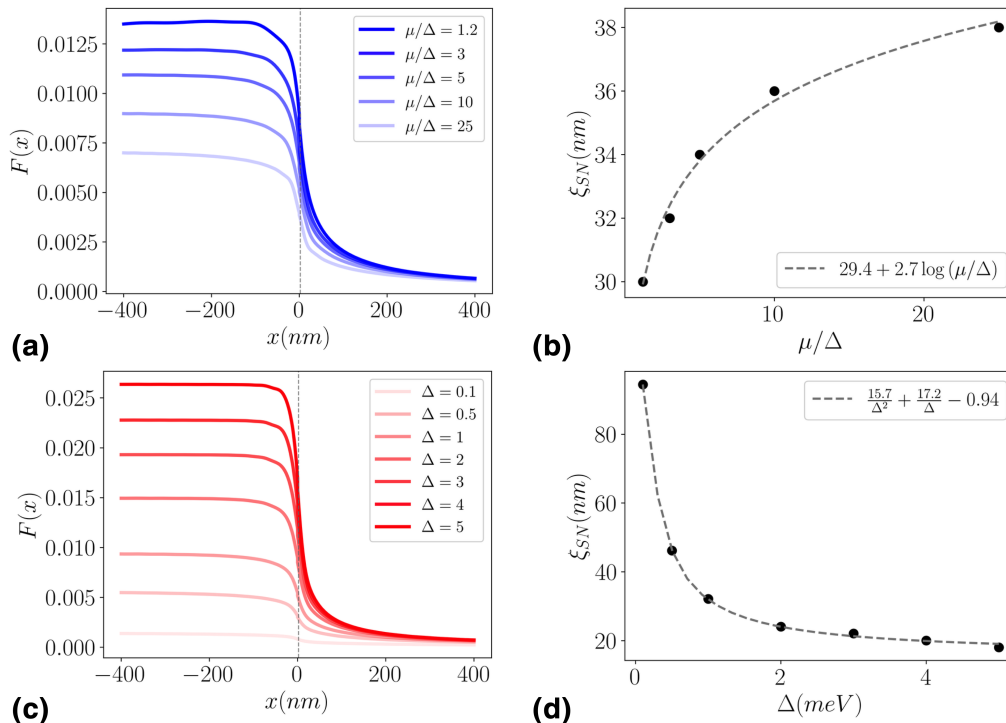 0.0150
0.0125
0.0100
0.0075
0.0050
0.0025
0.0000
F(x)
−400
−200
0
200
400
x(nm)
μ/Δ = 1.2
μ/Δ = 3
μ/Δ = 5
μ/Δ = 10
μ/Δ = 25
(a)
38
36
34
32
30
ξ_SN(nm)
10
20
μ/Δ
29.4 + 2.7 log (μ/Δ)
(b)
0.025
0.020
0.015
0.010
0.005
0.000
F(x)
−400
−200
0
200
400
x(nm)
Δ = 0.1
Δ = 0.5
Δ = 1
Δ = 2
Δ = 3
Δ = 4
Δ = 5
(c)
80
60
40
20
ξ_SN(nm)
0
2
4
Δ(meV)
15.7/Δ² + 17.2/Δ − 0.94
(d)